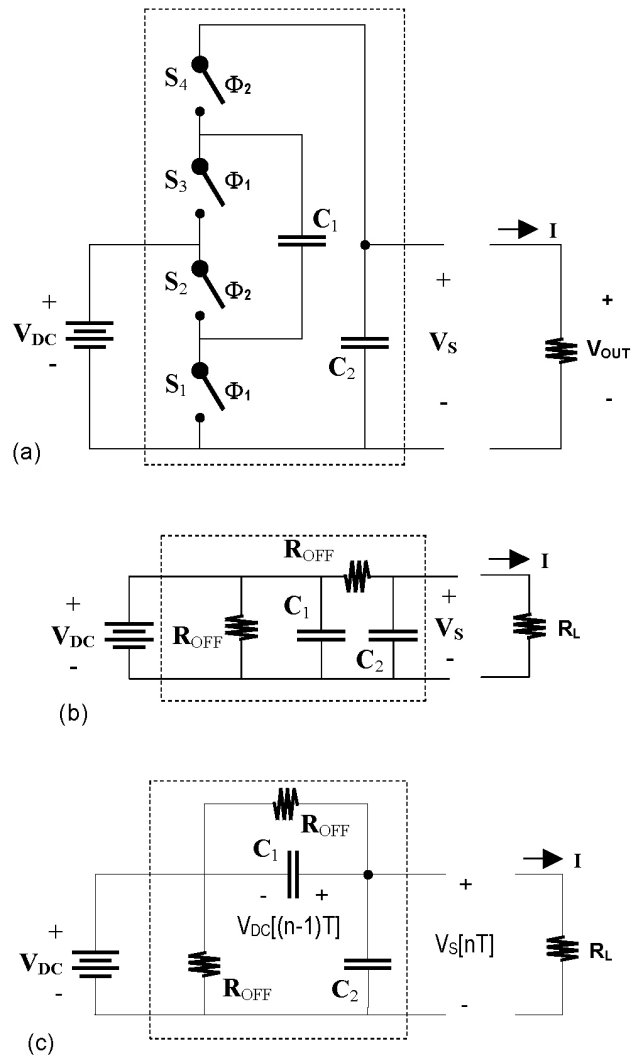 S4 Φ2
S3 Φ1
C1
I
S2 Φ2
+ + +
VDC VS VOUT
- - -
C2
S1 Φ1
(a)
ROFF
I
+ C1 +
VDC ROFF VS RL
- C2 -
(b)
ROFF
C1
I
- +
VDC[(n-1)T]
+ +
VDC VS[nT] RL
- -
ROFF C2
(c)